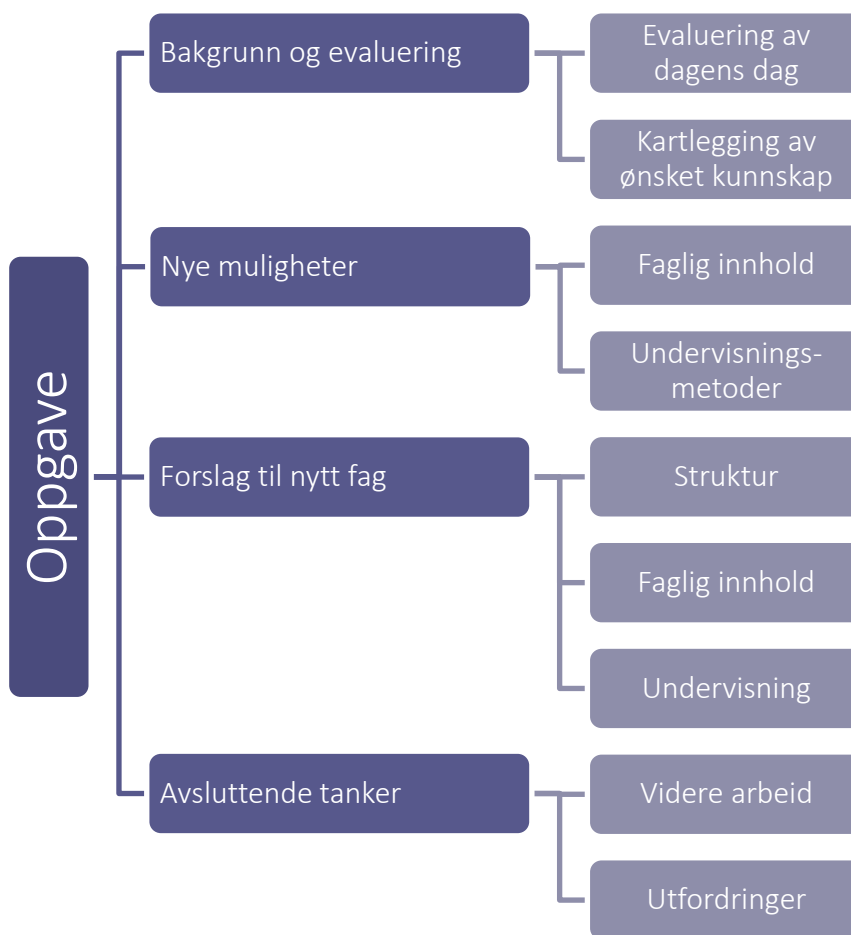 Oppgave
Bakgrunn og evaluering
Evaluering av
dagens dag
Kartlegging av
ønsket kunnskap
Nye muligheter
Faglig innhold
Undervisnings-
metoder
Forslag til nytt fag
Struktur
Faglig innhold
Undervisning
Avsluttende tanker
Videre arbeid
Utfordringer